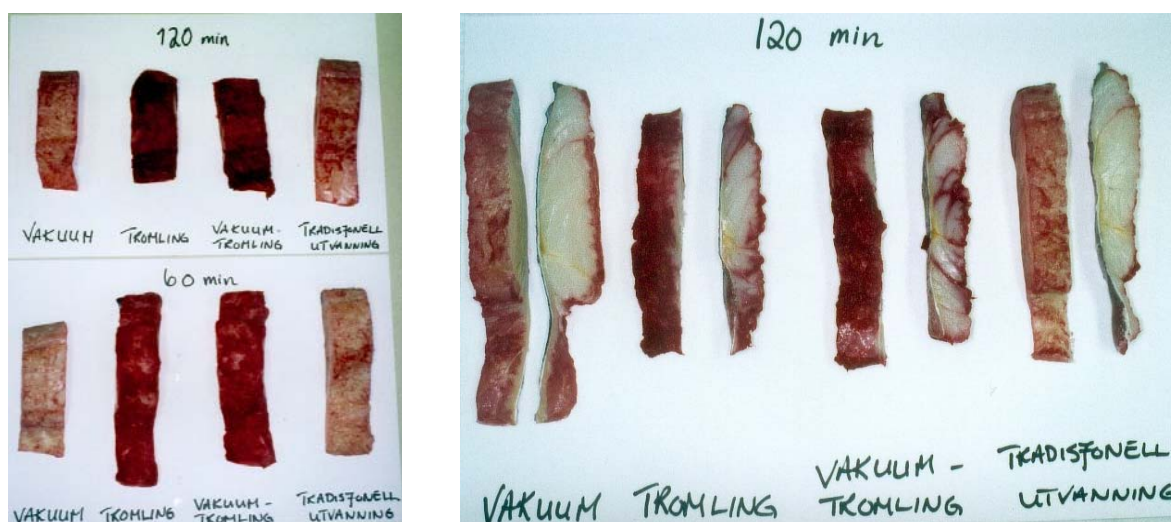 120 min
VAKUUM TROMLING VAKUUM- TRADISJONELL
TROMLING UTVANNING
60 min
VAKUUM TROMLING VAKUUM- TRADISJONELL
TROMLING UTVANNING
120 min
VAKUUM TROMLING VAKUUM- TRADISJONELL
TROMLING UTVANNING